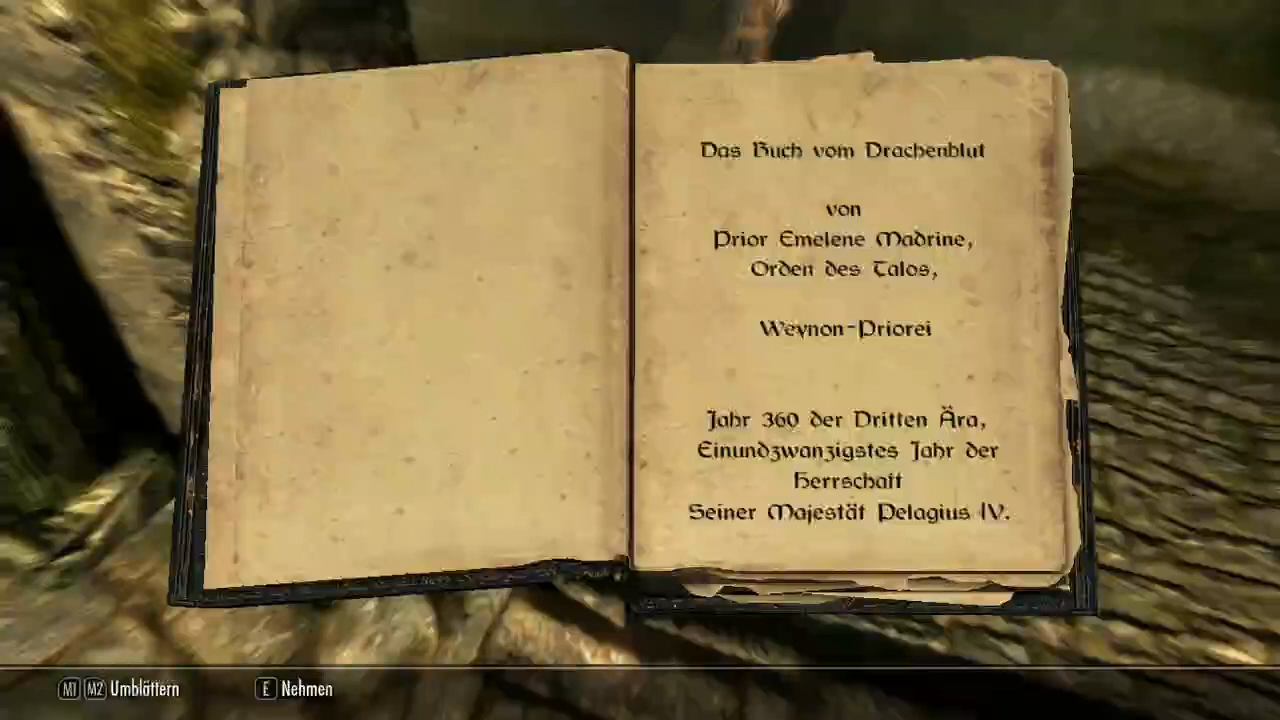 Das Buch vom Drachenblut
von
Prior Emelene Madrine,
Orden des Talos,
Weynon-Priorei
Jahr 360 der Dritten Ära,
Einundzwanzigstes Jahr der
Herrschaft
Seiner Majestät Pelagius IV.
M1 M2 Umblättern E Nehmen